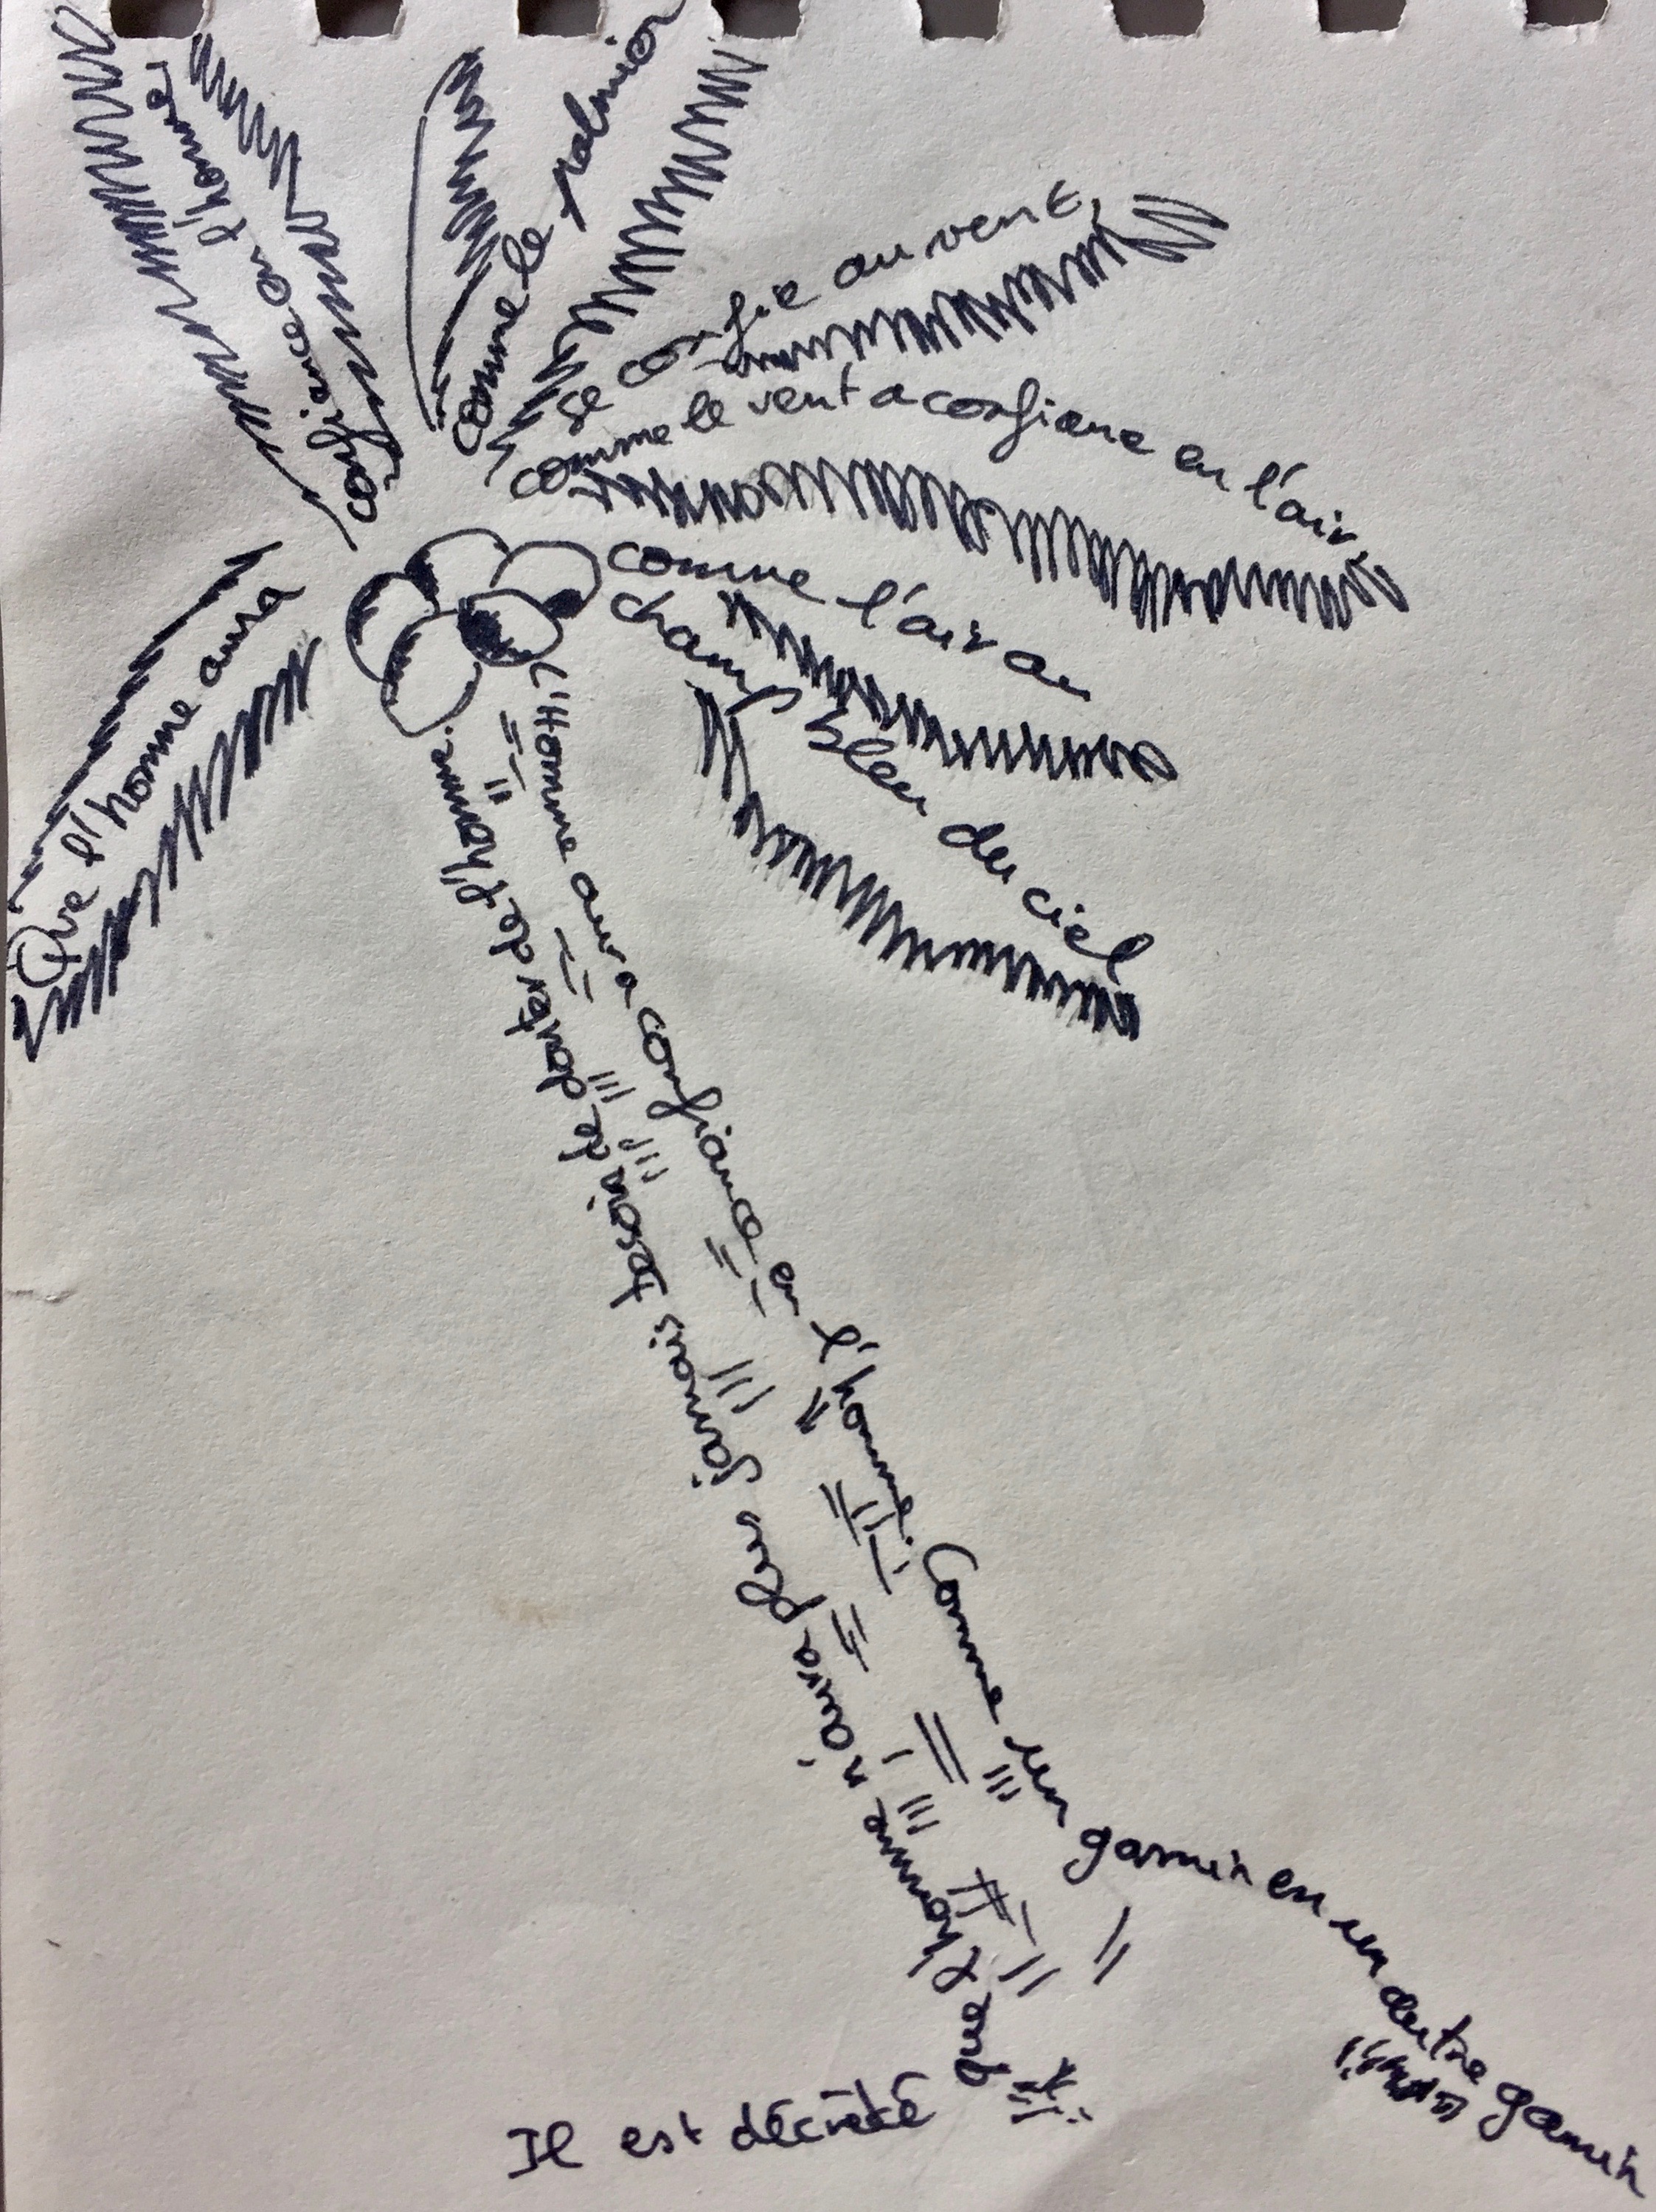 Il est décrété
que l'homme n'aura plus jamais besoin de douter de l'homme.
Que l'homme aura
confiance en l'homme,
comme le palmier
se confie au vent,
comme le vent a confiance en l'air,
comme l'air au
champ bleu du ciel
L'Homme aura confiance en l'homme. Comme un gamin en un autre gamin